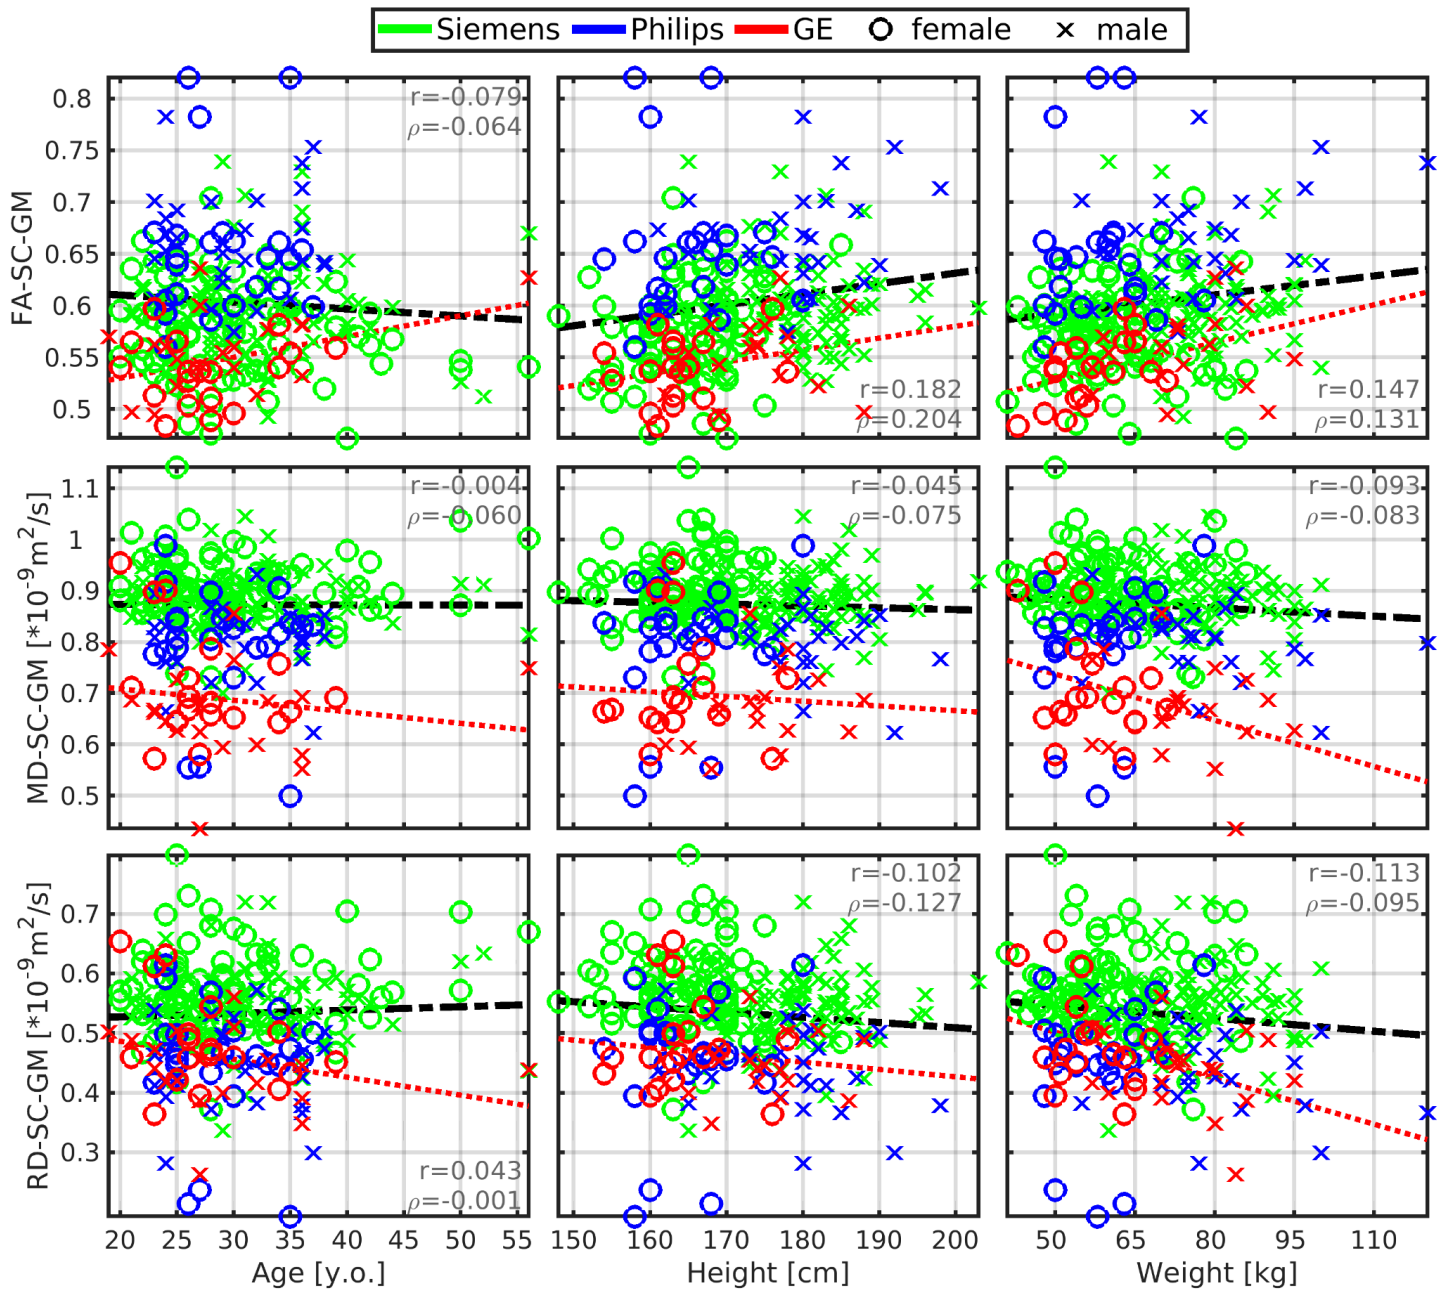 Siemens Philips GE female male
FA-SC-GM
0.8
0.75
0.7
0.65
0.6
0.55
0.5
r=-0.079
ρ=-0.064
r=0.182
ρ=0.204
r=0.147
ρ=0.131
MD-SC-GM [*10⁻⁹m²/s]
1.1
1
0.9
0.8
0.7
0.6
0.5
r=-0.004
ρ=-0.060
r=-0.045
ρ=-0.075
r=-0.093
ρ=-0.083
RD-SC-GM [*10⁻⁹m²/s]
0.7
0.6
0.5
0.4
0.3
r=0.043
ρ=-0.001
r=-0.102
ρ=-0.127
r=-0.113
ρ=-0.095
20 25 30 35 40 45 50 55
Age [y.o.]
150 160 170 180 190 200
Height [cm]
50 65 80 95 110
Weight [kg]